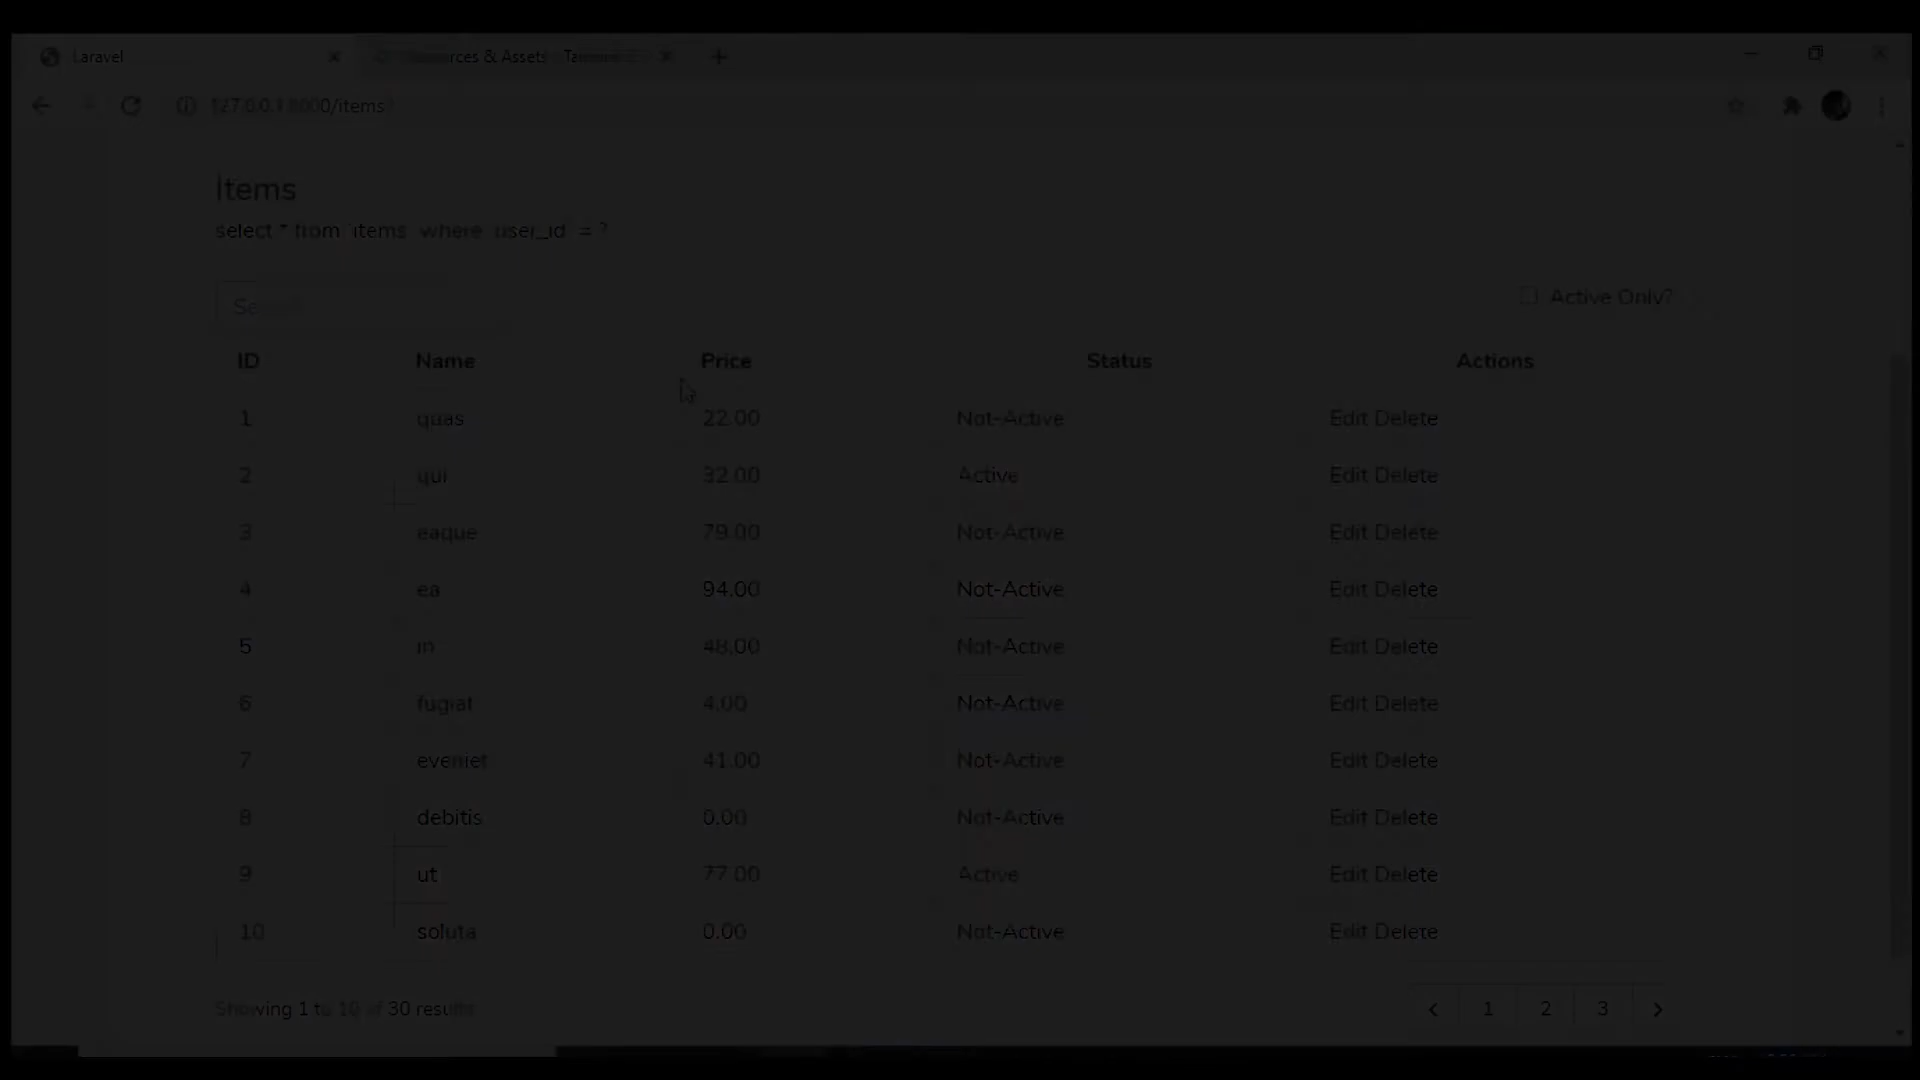 Laravel
& Assets
127.0.0.1:8000/items
Items
select * from `items` where `user_id` = ?
Active Only?
ID Name Price Status Actions
1 quas 22.00 Not-Active Edit Delete
2 qui 32.00 Active Edit Delete
3 eaque 79.00 Not-Active Edit Delete
4 ea 94.00 Not-Active Edit Delete
5 in 48.00 Not-Active Edit Delete
6 fugiat 4.00 Not-Active Edit Delete
7 eveniet 41.00 Not-Active Edit Delete
8 debitis 0.00 Not-Active Edit Delete
9 ut 77.00 Active Edit Delete
10 soluta 0.00 Not-Active Edit Delete
Showing 1 to 10 of 30 results
1 2 3